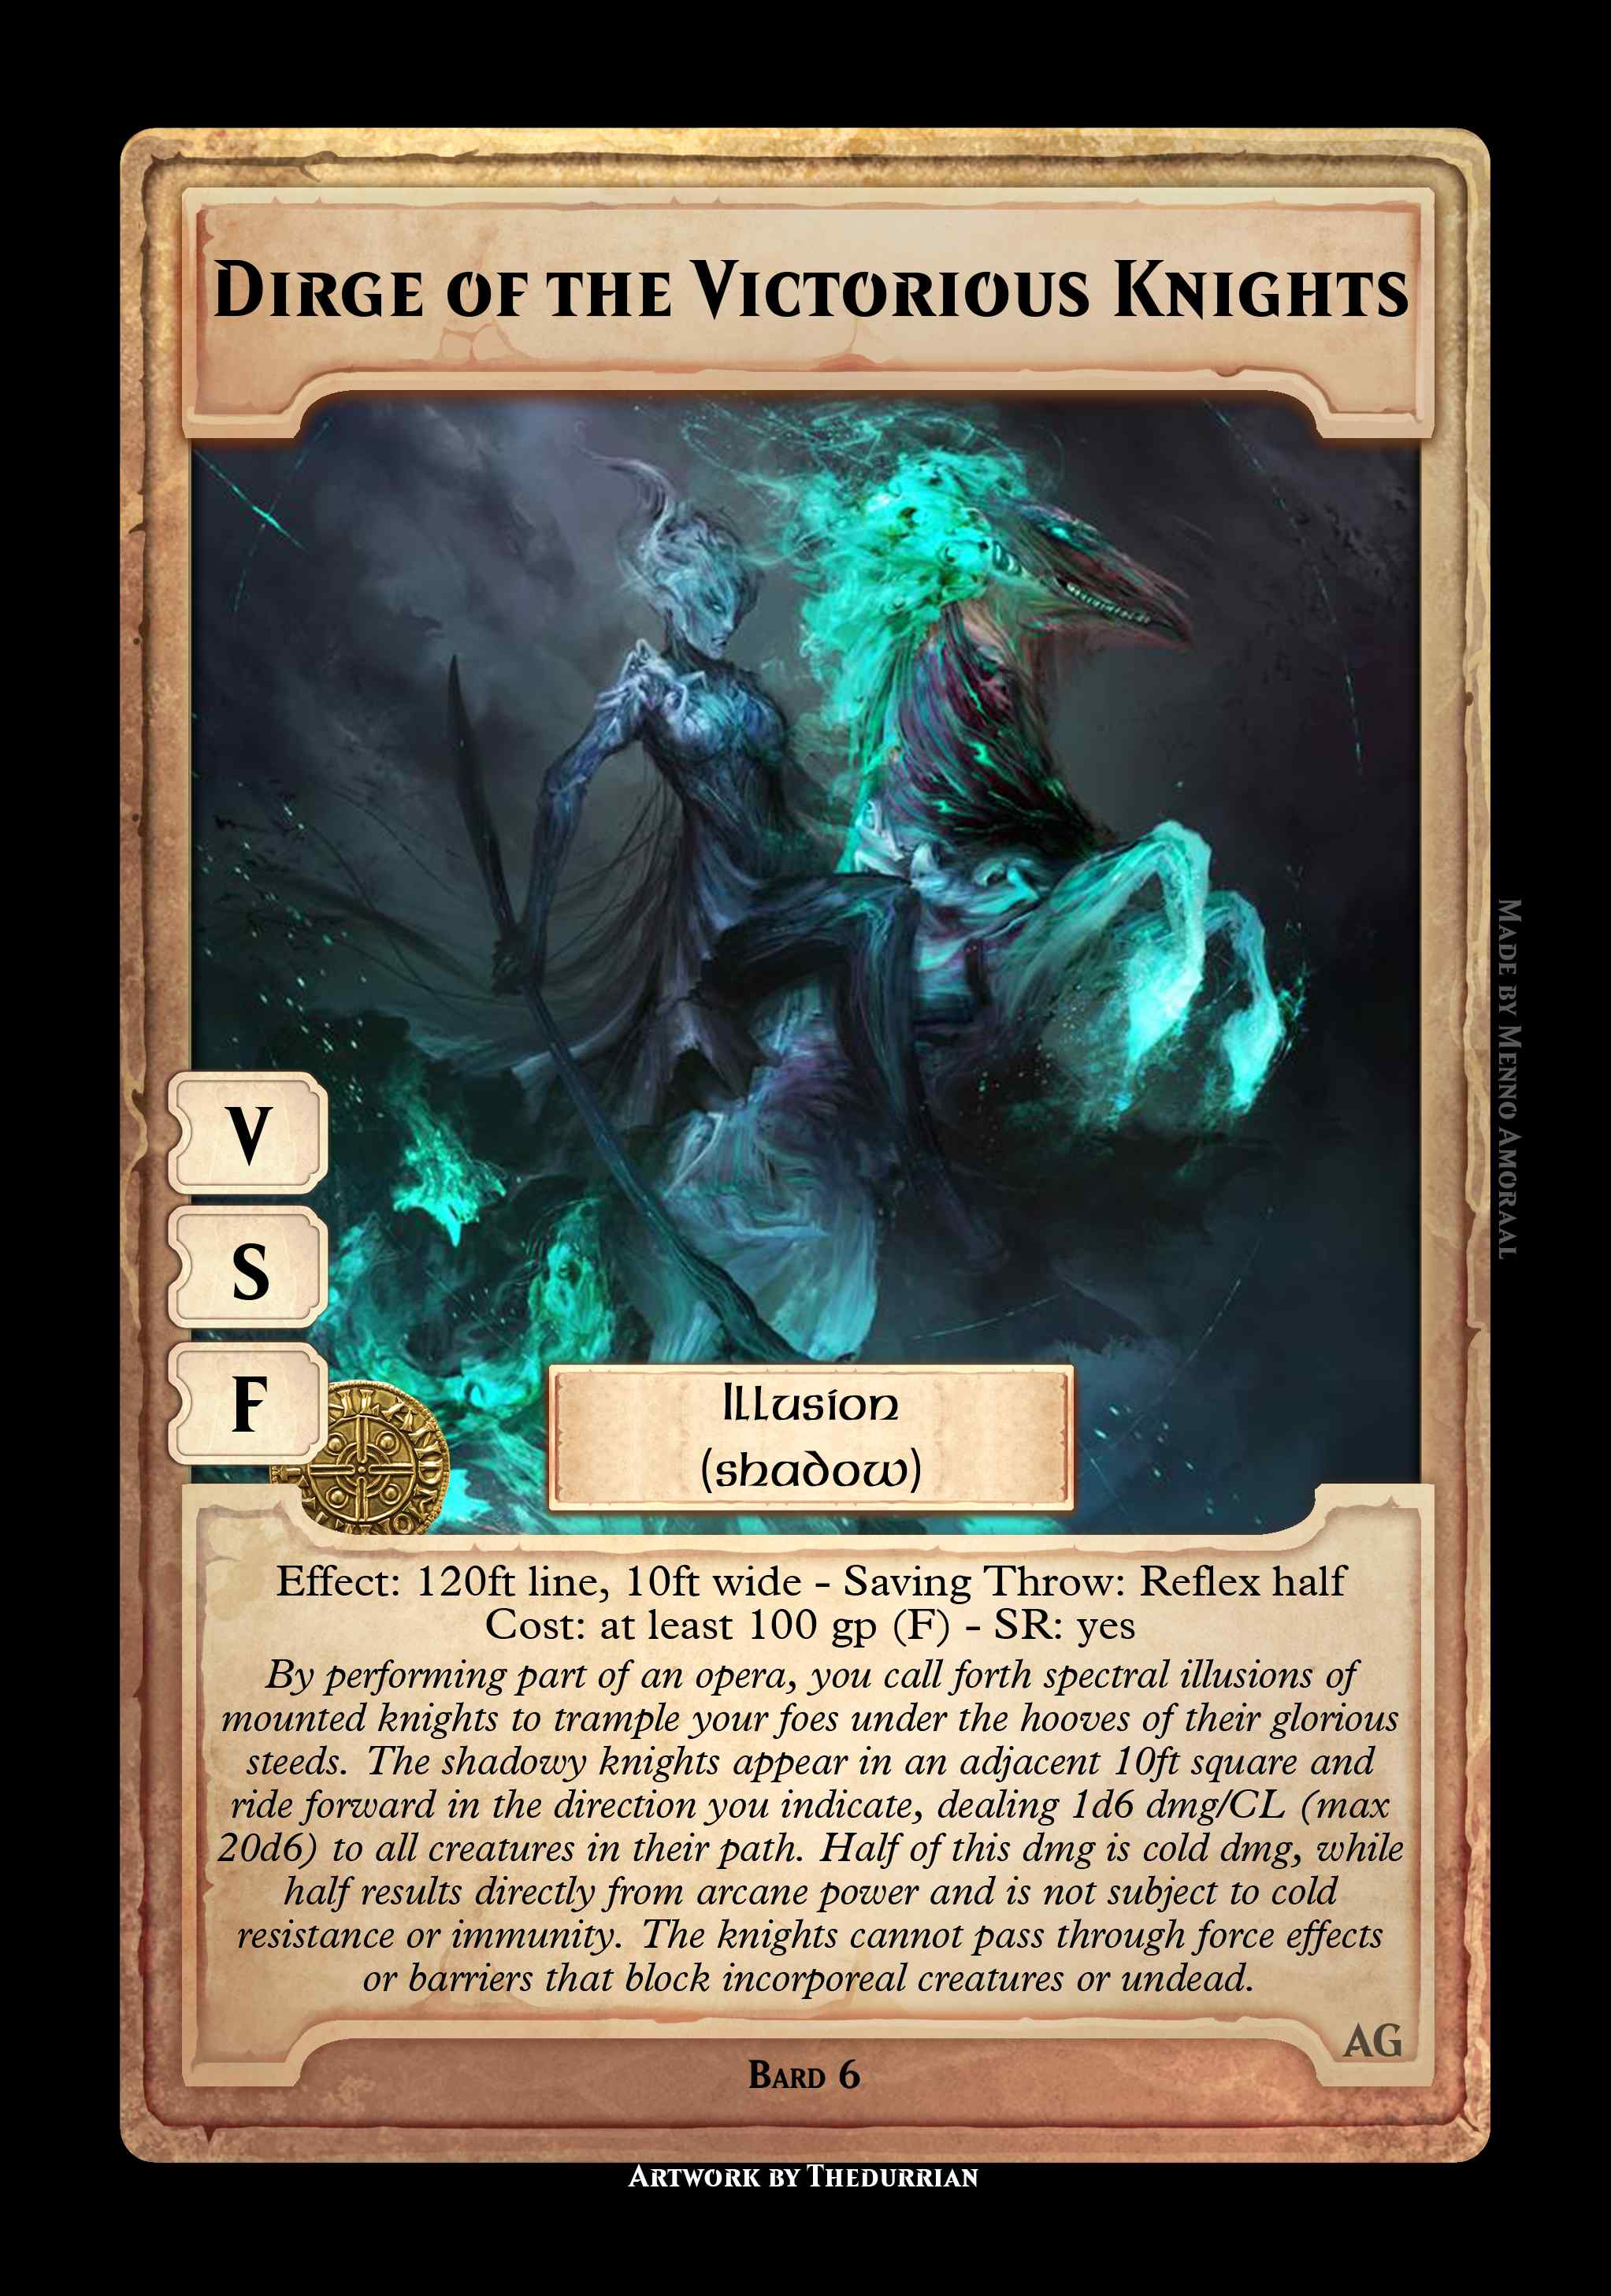 Dirge of the Victorious Knights
V
S
F
Illusion
(shadow)
Effect: 120ft line, 10ft wide - Saving Throw: Reflex half
Cost: at least 100 gp (F) - SR: yes
By performing part of an opera, you call forth spectral illusions of
mounted knights to trample your foes under the hooves of their glorious
steeds. The shadowy knights appear in an adjacent 10ft square and
ride forward in the direction you indicate, dealing 1d6 dmg/CL (max
20d6) to all creatures in their path. Half of this dmg is cold dmg, while
half results directly from arcane power and is not subject to cold
resistance or immunity. The knights cannot pass through force effects
or barriers that block incorporeal creatures or undead.
AG
Bard 6
Artwork by Thedurrian
Made by Menno Amoraal